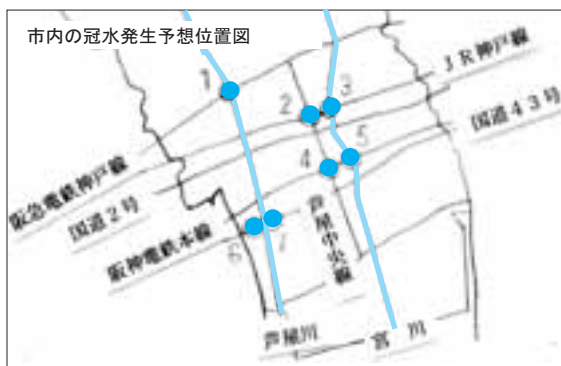 市内の冠水発生予想位置図
1
2
3
4
5
6
7
JR神戸線
国道43号
阪急電鉄神戸線
国道2号
阪神電鉄本線
芦屋中央線
芦屋川
宮川